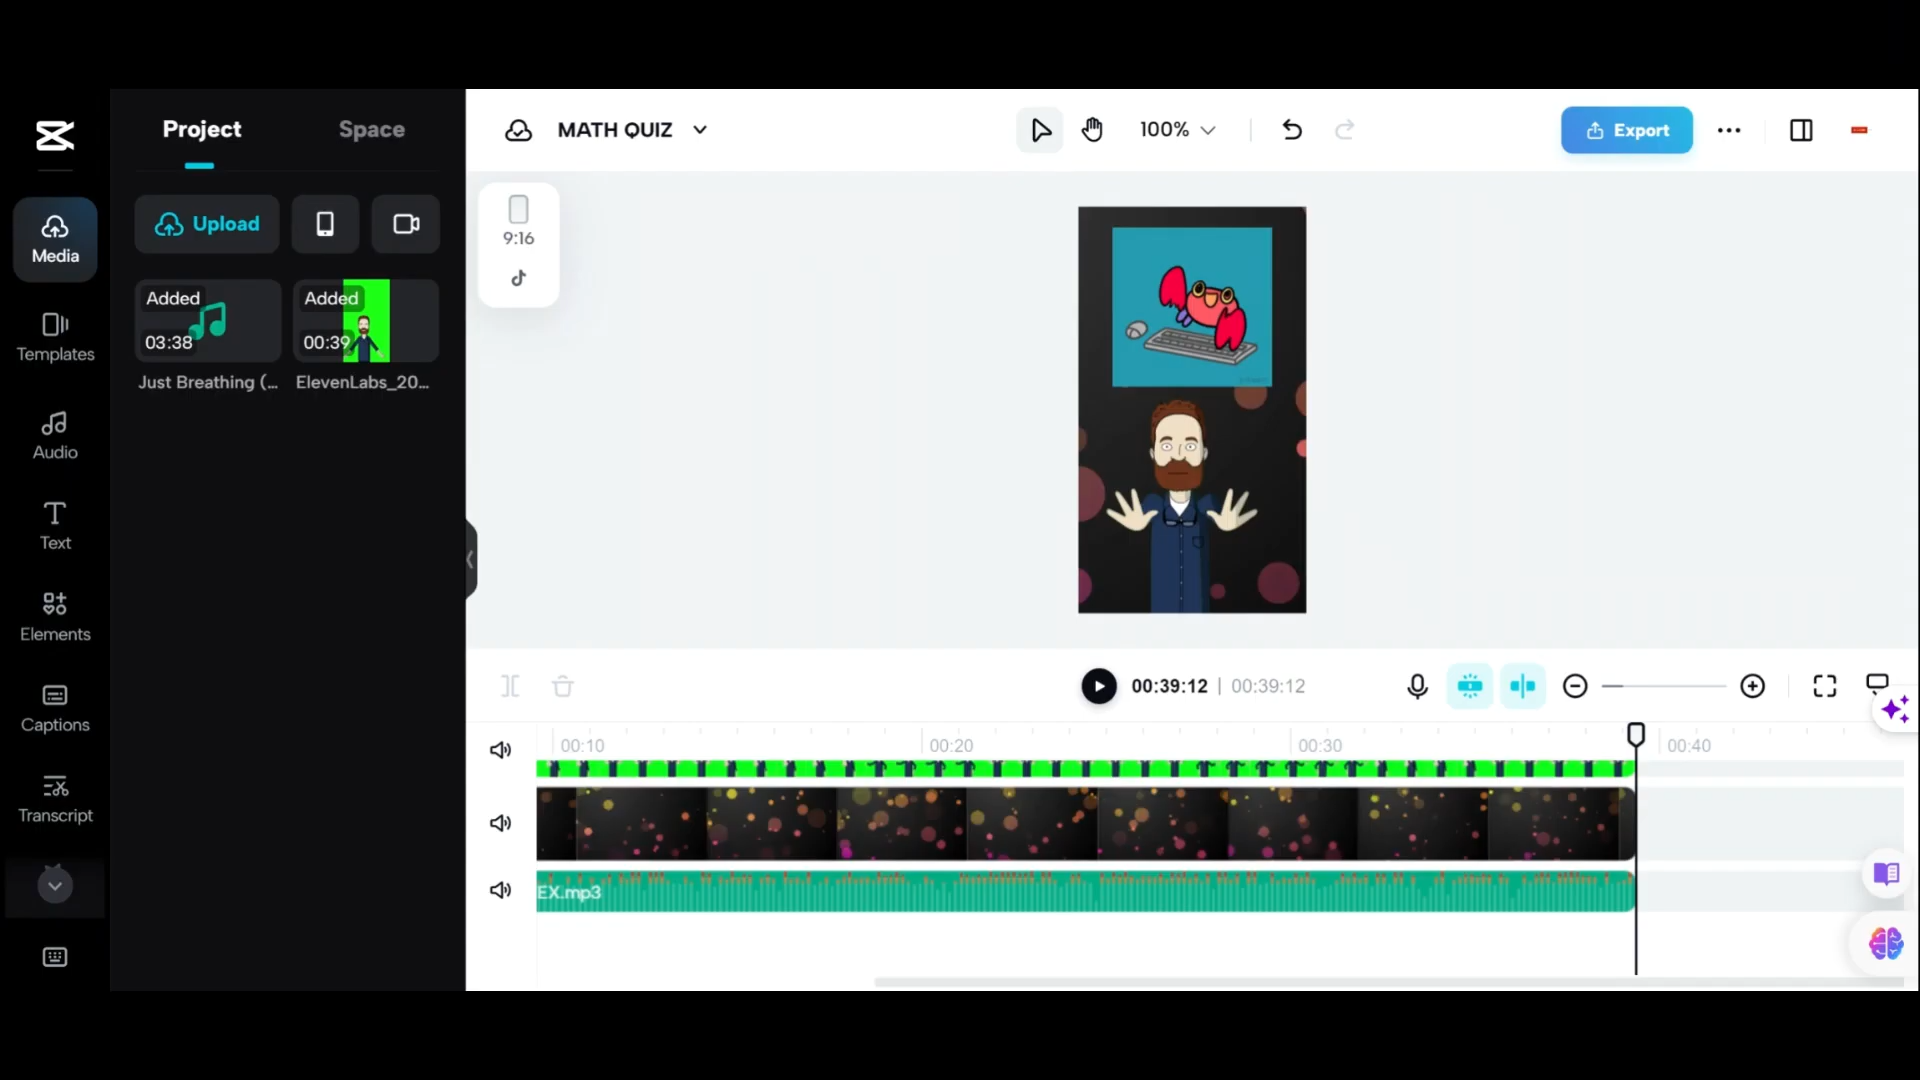 Project
Space
MATH QUIZ
100%
Export
Upload
9:16
Media
Added
03:38
Added
00:39
Just Breathing (...
ElevenLabs_20...
Templates
Audio
Text
Elements
Captions
Transcript
00:39:12 | 00:39:12
00:10
00:20
00:30
00:40
EX.mp3